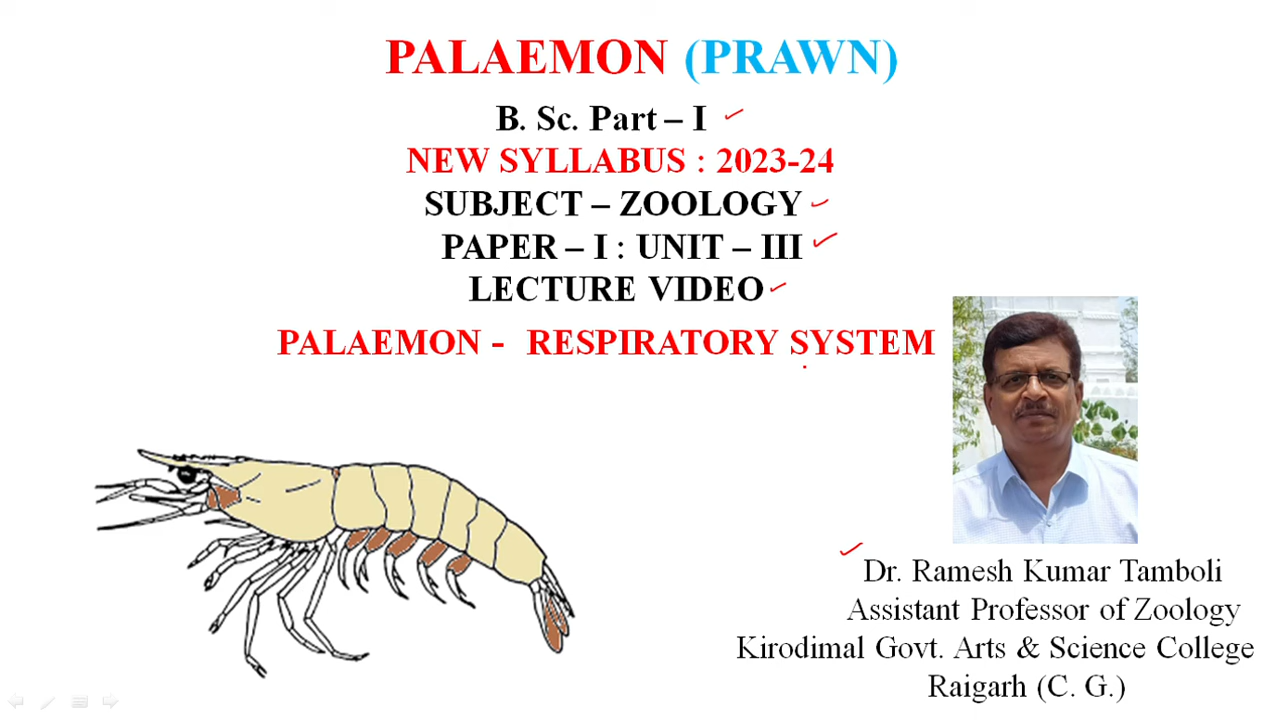 PALAEMON (PRAWN)
B. Sc. Part – I
NEW SYLLABUS : 2023-24
SUBJECT – ZOOLOGY
PAPER – I : UNIT – III
LECTURE VIDEO
PALAEMON - RESPIRATORY SYSTEM
Dr. Ramesh Kumar Tamboli
Assistant Professor of Zoology
Kirodimal Govt. Arts & Science College
Raigarh (C. G.)